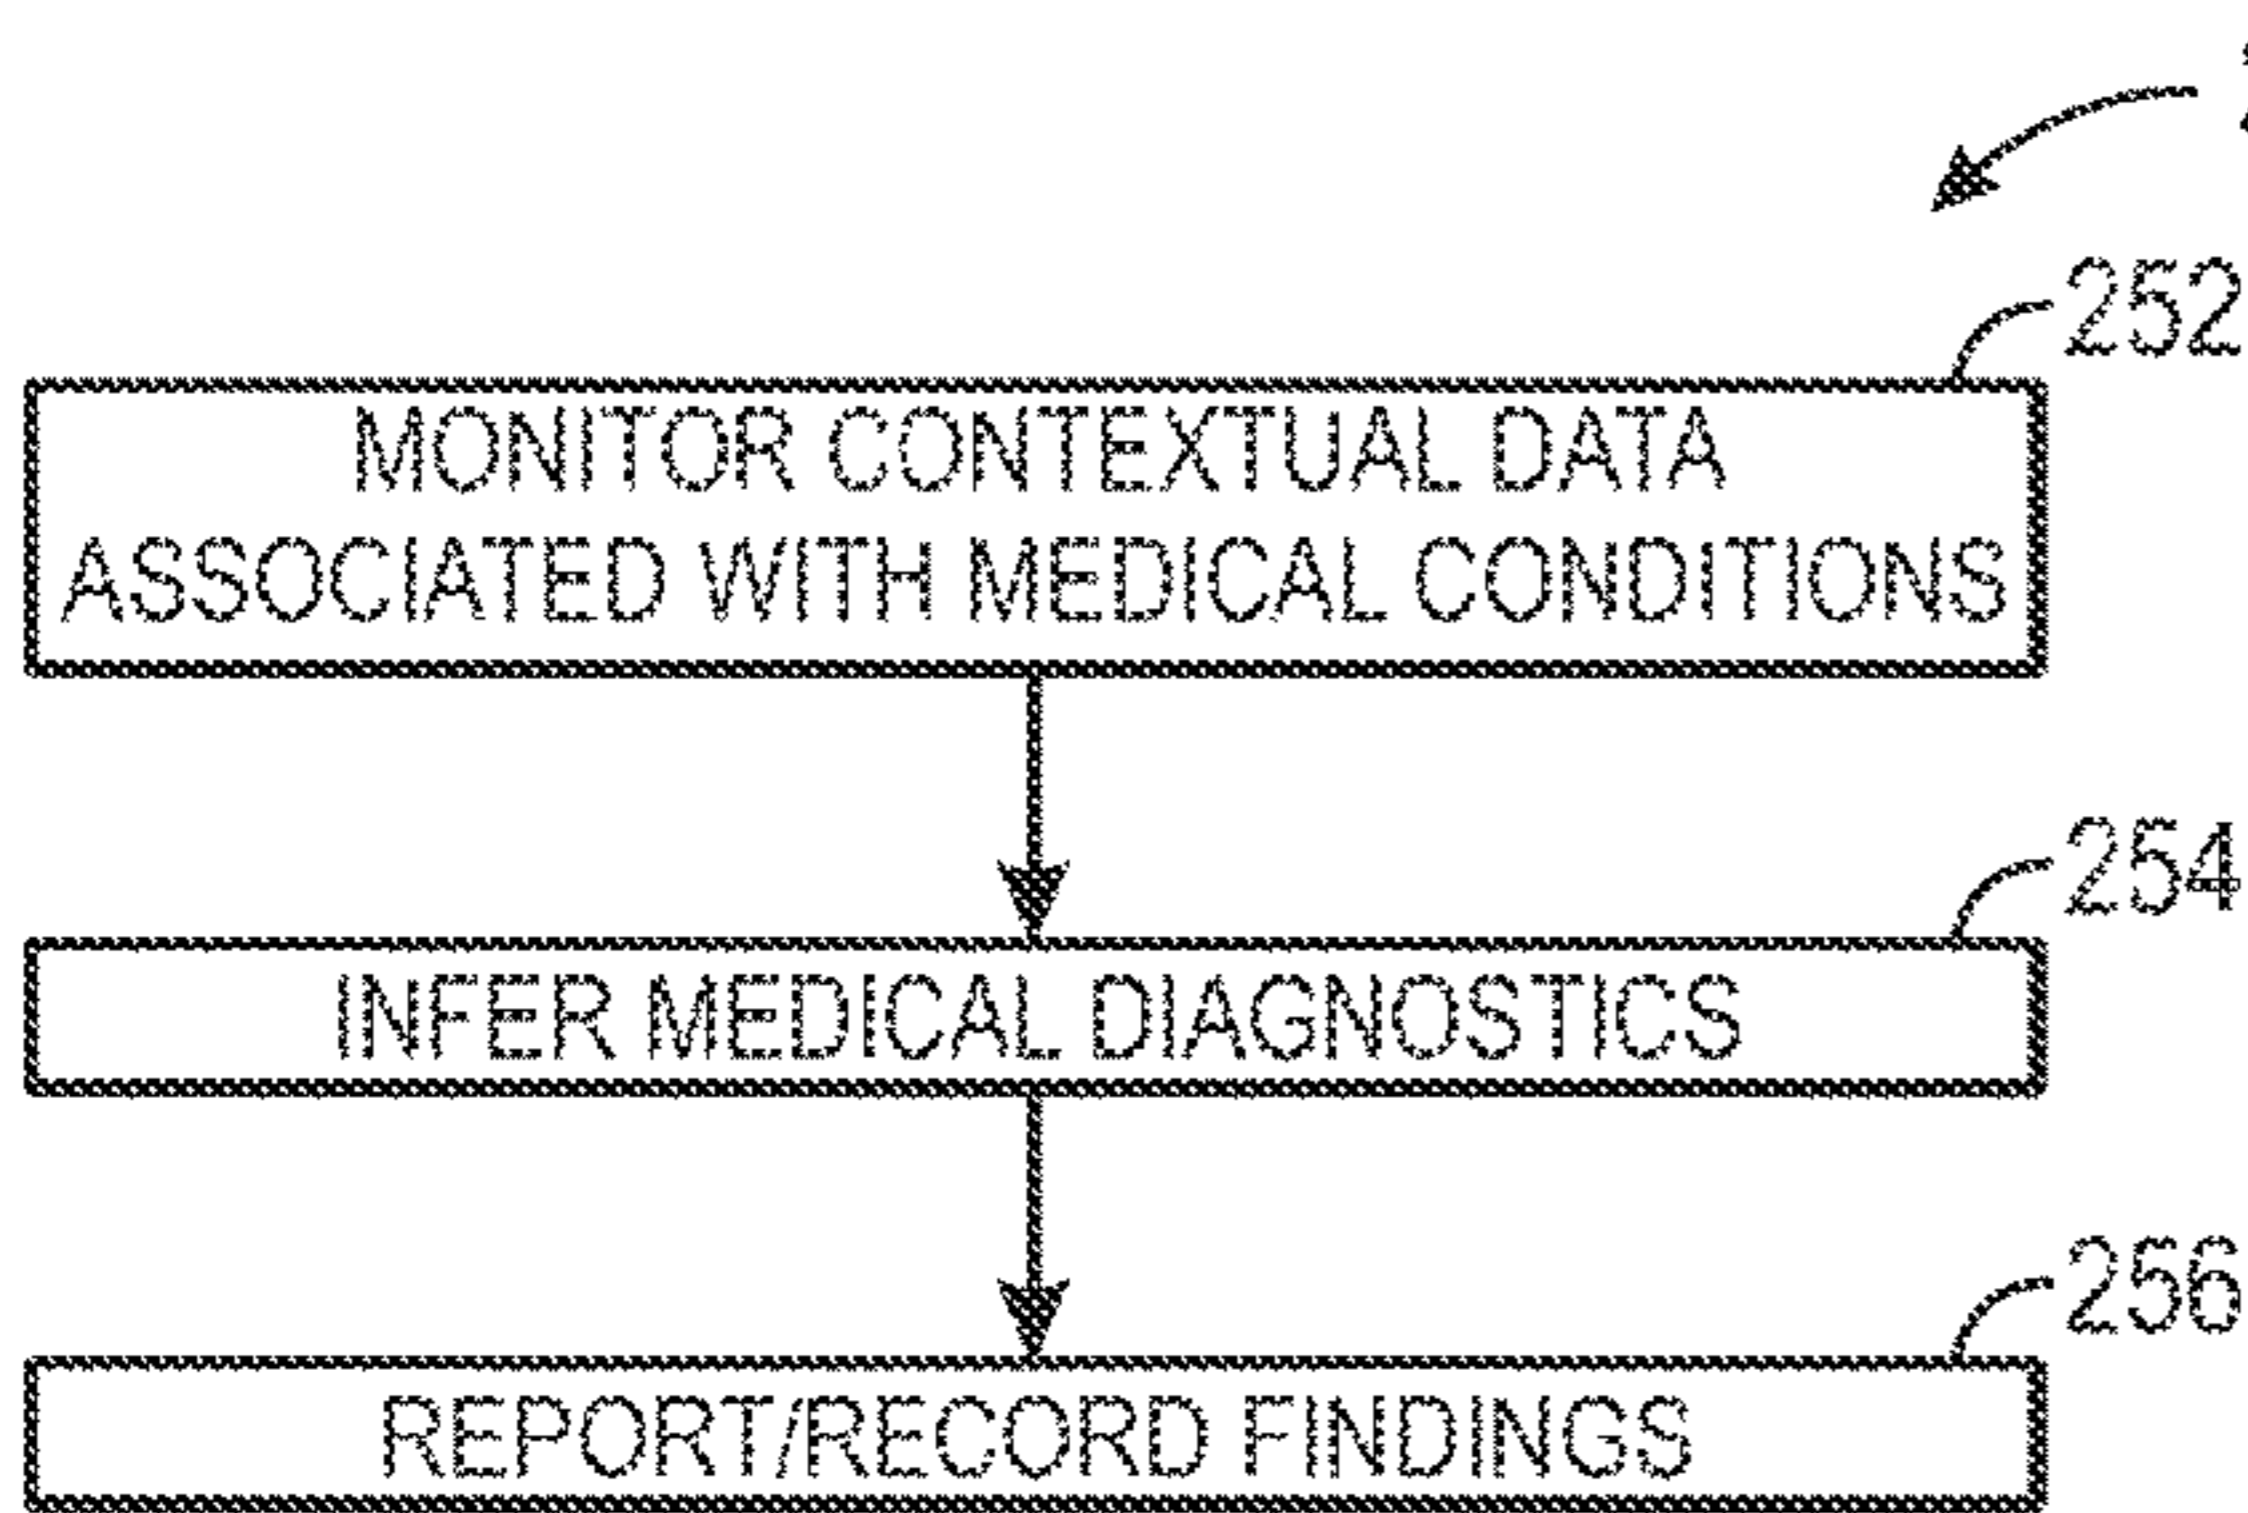 252
MONITOR CONTEXTUAL DATA
ASSOCIATED WITH MEDICAL CONDITIONS
254
INFER MEDICAL DIAGNOSTICS
256
REPORT/RECORD FINDINGS